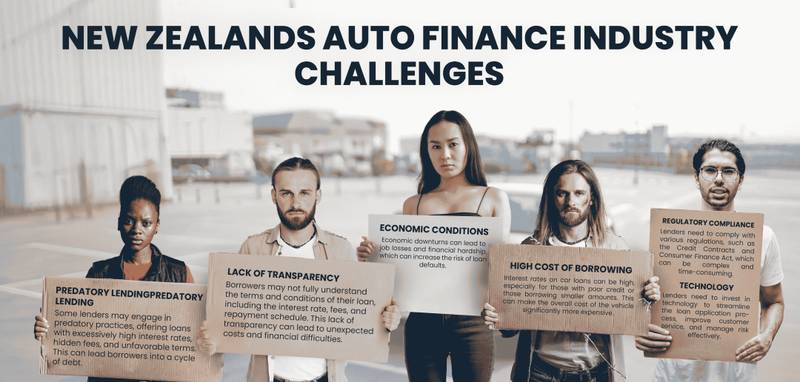 NEW ZEALANDS AUTO FINANCE INDUSTRY
CHALLENGES
PREDATORY LENDINGPREDATORY
LENDING
Some lenders may engage in
predatory practices, offering loans
with excessively high interest rates,
hidden fees, and unfavorable terms.
This can lead borrowers into a cycle
of debt.
LACK OF TRANSPARENCY
Borrowers may not fully understand
the terms and conditions of their loan,
including the interest rate, fees, and
repayment schedule. This lack of
transparency can lead to unexpected
costs and financial difficulties.
ECONOMIC CONDITIONS
Economic downturns can lead to
job losses and financial hardship,
which can increase the risk of loan
defaults.
HIGH COST OF BORROWING
Interest rates on car loans can be high,
especially for those with poor credit or
those borrowing smaller amounts. This
can make the overall cost of the vehicle
significantly more expensive.
REGULATORY COMPLIANCE
Lenders need to comply with
various regulations, such as
the Credit Contracts and
Consumer Finance Act, which
can be complex and
time-consuming.
TECHNOLOGY
Lenders need to invest in
technology to streamline
the loan application pro-
cess, improve customer
service, and manage risk
effectively.